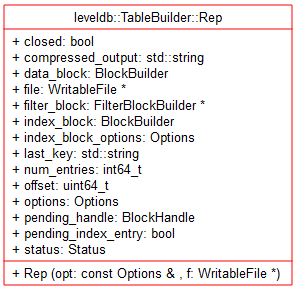 leveldb::TableBuilder::Rep
+ closed: bool
+ compressed_output: std::string
+ data_block: BlockBuilder
+ file: WritableFile *
+ filter_block: FilterBlockBuilder *
+ index_block: BlockBuilder
+ index_block_options: Options
+ last_key: std::string
+ num_entries: int64_t
+ offset: uint64_t
+ options: Options
+ pending_handle: BlockHandle
+ pending_index_entry: bool
+ status: Status
+ Rep (opt: const Options & , f: WritableFile *)